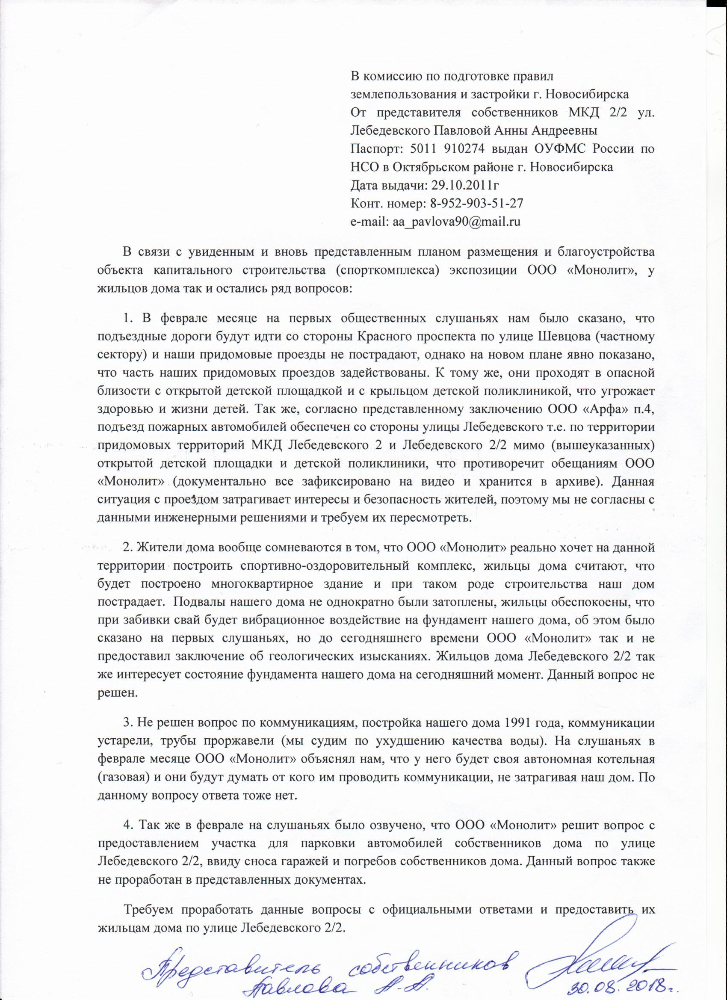 В комиссию по подготовке правил
землепользования и застройки г. Новосибирска
От представителя собственников МКД 2/2 ул.
Лебедевского Павловой Анны Андреевны
Паспорт: 5011 910274 выдан ОУФМС России по
НСО в Октябрьском районе г. Новосибирска
Дата выдачи: 29.10.2011г
Конт. номер: 8-952-903-51-27
e-mail: aa_pavlova90@mail.ru
В связи с увиденным и вновь представленным планом размещения и благоустройства
объекта капитального строительства (спорткомплекса) экспозиции ООО «Монолит», у
жильцов дома так и остались ряд вопросов:
1. В феврале месяце на первых общественных слушаньях нам было сказано, что
подъездные дороги будут идти со стороны Красного проспекта по улице Шевцова (частному
сектору) и наши придомовые проезды не пострадают, однако на новом плане явно показано,
что часть наших придомовых проездов задействованы. К тому же, они проходят в опасной
близости с открытой детской площадкой и с крыльцом детской поликлиникой, что угрожает
здоровью и жизни детей. Так же, согласно представленному заключению ООО «Арфа» п.4,
подъезд пожарных автомобилей обеспечен со стороны улицы Лебедевского т.е. по территории
придомовых территорий МКД Лебедевского 2 и Лебедевского 2/2 мимо (вышеуказанных)
открытой детской площадки и детской поликлиники, что противоречит обещаниям ООО
«Монолит» (документально все зафиксировано на видео и хранится в архиве). Данная
ситуация с проездом затрагивает интересы и безопасность жителей, поэтому мы не согласны с
данными инженерными решениями и требуем их пересмотреть.
2. Жители дома вообще сомневаются в том, что ООО «Монолит» реально хочет на данной
территории построить спортивно-оздоровительный комплекс, жильцы дома считают, что
будет построено многоквартирное здание и при таком роде строительства наш дом
пострадает. Подвалы нашего дома не однократно были затоплены, жильцы обеспокоены, что
при забивки свай будет вибрационное воздействие на фундамент нашего дома, об этом было
сказано на первых слушаньях, но до сегодняшнего времени ООО «Монолит» так и не
предоставил заключение об геологических изысканиях. Жильцов дома Лебедевского 2/2 так
же интересует состояние фундамента нашего дома на сегодняшний момент. Данный вопрос не
решен.
3. Не решен вопрос по коммуникациям, постройка нашего дома 1991 года, коммуникации
устарели, трубы проржавели (мы судим по ухудшению качества воды). На слушаньях в
феврале месяце ООО «Монолит» объяснял нам, что у него будет своя автономная котельная
(газовая) и они будут думать от кого им проводить коммуникации, не затрагивая наш дом. По
данному вопросу ответа тоже нет.
4. Так же в феврале на слушаньях было озвучено, что ООО «Монолит» решит вопрос с
предоставлением участка для парковки автомобилей собственников дома по улице
Лебедевского 2/2, ввиду сноса гаражей и погребов собственников дома. Данный вопрос также
не проработан в представленных документах.
Требуем проработать данные вопросы с официальными ответами и предоставить их
жильцам дома по улице Лебедевского 2/2.
Представитель собственников
Павлова А.А.
30.08.2018г.